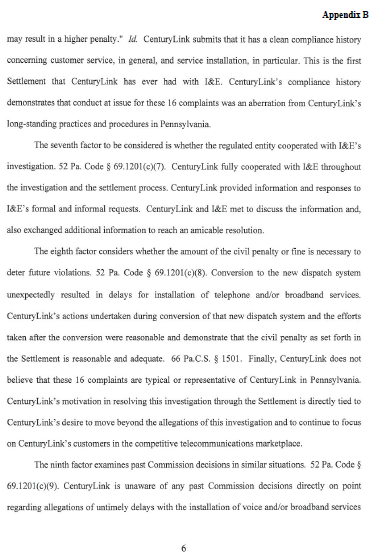 Appendix B
may result in a higher penalty." Id. CenturyLink submits that it has a clean compliance history
concerning customer service, in general, and service installation, in particular. This is the first
Settlement that CenturyLink has ever had with I&E. CenturyLink's compliance history
demonstrates that conduct at issue for these 16 complaints was an aberration from CenturyLink's
long-standing practices and procedures in Pennsylvania.
The seventh factor to be considered is whether the regulated entity cooperated with I&E's
investigation. 52 Pa. Code § 69.1201(c)(7). CenturyLink fully cooperated with I&E throughout
the investigation and the settlement process. CenturyLink provided information and responses to
I&E's formal and informal requests. CenturyLink and I&E met to discuss the information and,
also exchanged additional information to reach an amicable resolution.
The eighth factor considers whether the amount of the civil penalty or fine is necessary to
deter future violations. 52 Pa. Code § 69.1201(c)(8). Conversion to the new dispatch system
unexpectedly resulted in delays for installation of telephone and/or broadband services.
CenturyLink's actions undertaken during conversion of that new dispatch system and the efforts
taken after the conversion were reasonable and demonstrate that the civil penalty as set forth in
the Settlement is reasonable and adequate. 66 Pa.C.S. § 1501. Finally, CenturyLink does not
believe that these 16 complaints are typical or representative of CenturyLink in Pennsylvania.
CenturyLink's motivation in resolving this investigation through the Settlement is directly tied to
CenturyLink's desire to move beyond the allegations of this investigation and to continue to focus
on CenturyLink's customers in the competitive telecommunications marketplace.
The ninth factor examines past Commission decisions in similar situations. 52 Pa. Code §
69.1201(c)(9). CenturyLink is unaware of any past Commission decisions directly on point
regarding allegations of untimely delays with the installation of voice and/or broadband services
6